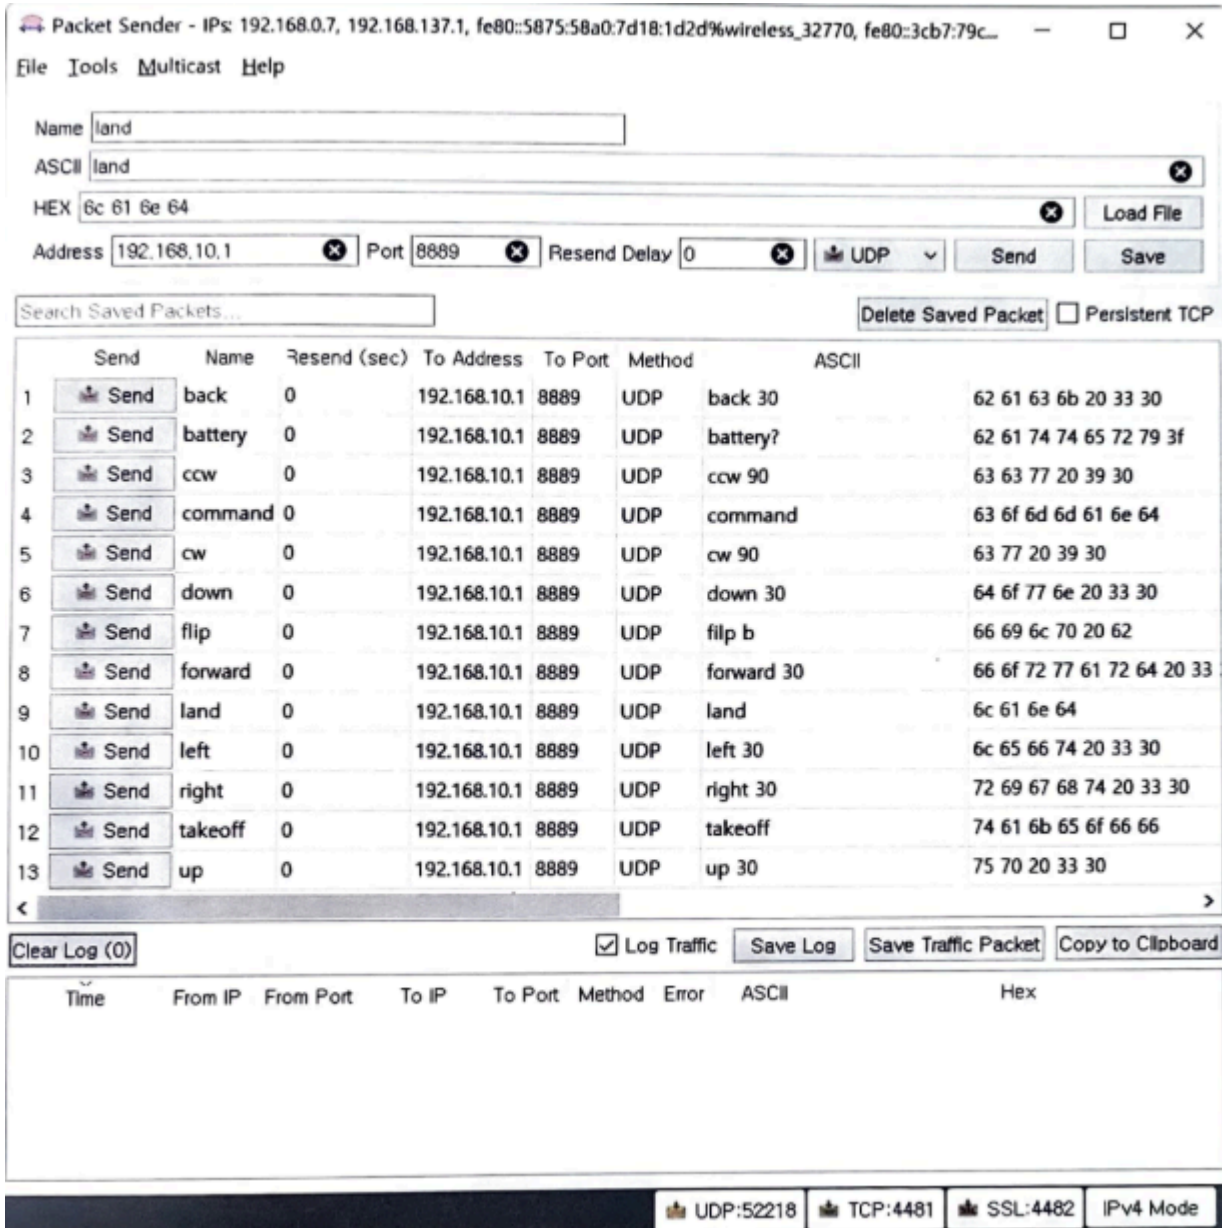 Packet Sender - IPs: 192.168.0.7, 192.168.137.1, fe80::5875:58a0:7d18:1d2d%wireless_32770, fe80::3cb7:79c...
File Tools Multicast Help
Name land
ASCII land
HEX 6c 61 6e 64 Load File
Address 192.168.10.1 Port 8889 Resend Delay 0 UDP Send Save
Search Saved Packets... Delete Saved Packet Persistent TCP
Send Name Resend (sec) To Address To Port Method ASCII
1 Send back 0 192.168.10.1 8889 UDP back 30 62 61 63 6b 20 33 30
2 Send battery 0 192.168.10.1 8889 UDP battery? 62 61 74 74 65 72 79 3f
3 Send ccw 0 192.168.10.1 8889 UDP ccw 90 63 63 77 20 39 30
4 Send command 0 192.168.10.1 8889 UDP command 63 6f 6d 6d 61 6e 64
5 Send cw 0 192.168.10.1 8889 UDP cw 90 63 77 20 39 30
6 Send down 0 192.168.10.1 8889 UDP down 30 64 6f 77 6e 20 33 30
7 Send flip 0 192.168.10.1 8889 UDP filp b 66 69 6c 70 20 62
8 Send forward 0 192.168.10.1 8889 UDP forward 30 66 6f 72 77 61 72 64 20 33
9 Send land 0 192.168.10.1 8889 UDP land 6c 61 6e 64
10 Send left 0 192.168.10.1 8889 UDP left 30 6c 65 66 74 20 33 30
11 Send right 0 192.168.10.1 8889 UDP right 30 72 69 67 68 74 20 33 30
12 Send takeoff 0 192.168.10.1 8889 UDP takeoff 74 61 6b 65 6f 66 66
13 Send up 0 192.168.10.1 8889 UDP up 30 75 70 20 33 30
Clear Log (0) Log Traffic Save Log Save Traffic Packet Copy to Clipboard
Time From IP From Port To IP To Port Method Error ASCII Hex
UDP:52218 TCP:4481 SSL:4482 IPv4 Mode